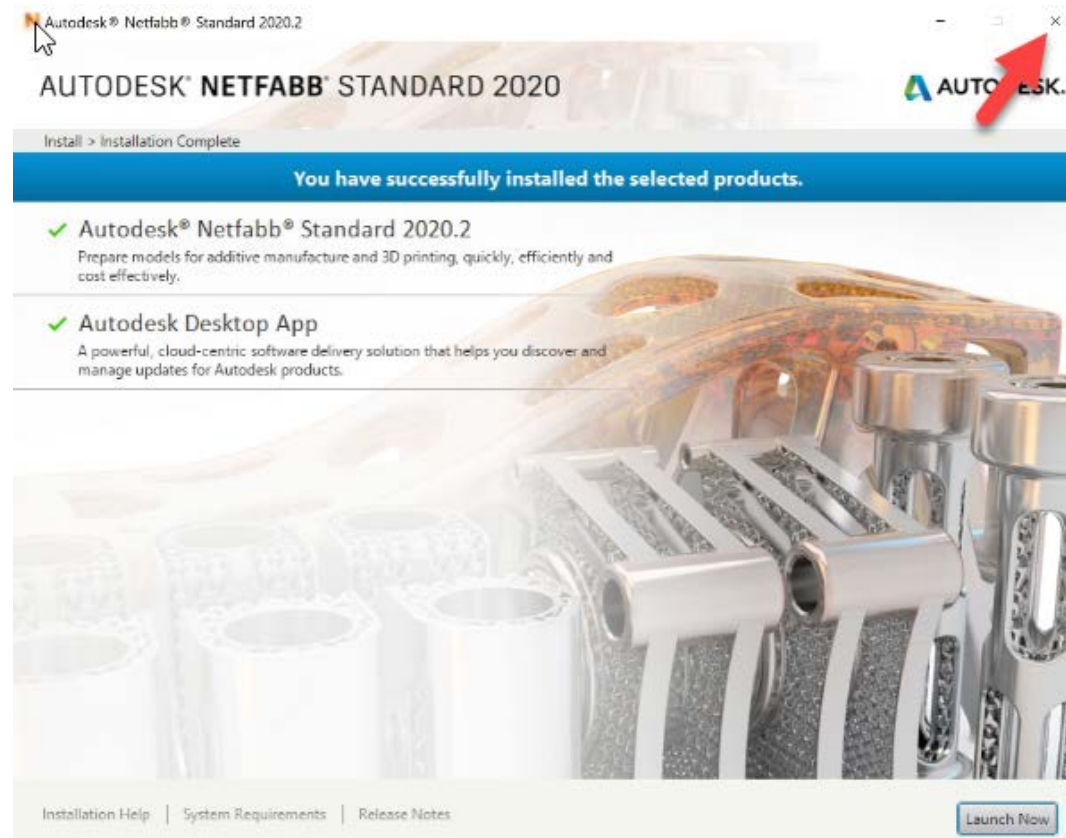 Autodesk® Netfabb® Standard 2020.2
AUTODESK® NETFABB® STANDARD 2020
AUTODESK.
Install > Installation Complete
You have successfully installed the selected products.
Autodesk® Netfabb® Standard 2020.2
Prepare models for additive manufacture and 3D printing, quickly, efficiently and
cost effectively.
Autodesk Desktop App
A powerful, cloud-centric software delivery solution that helps you discover and
manage updates for Autodesk products.
Installation Help | System Requirements | Release Notes
Launch Now